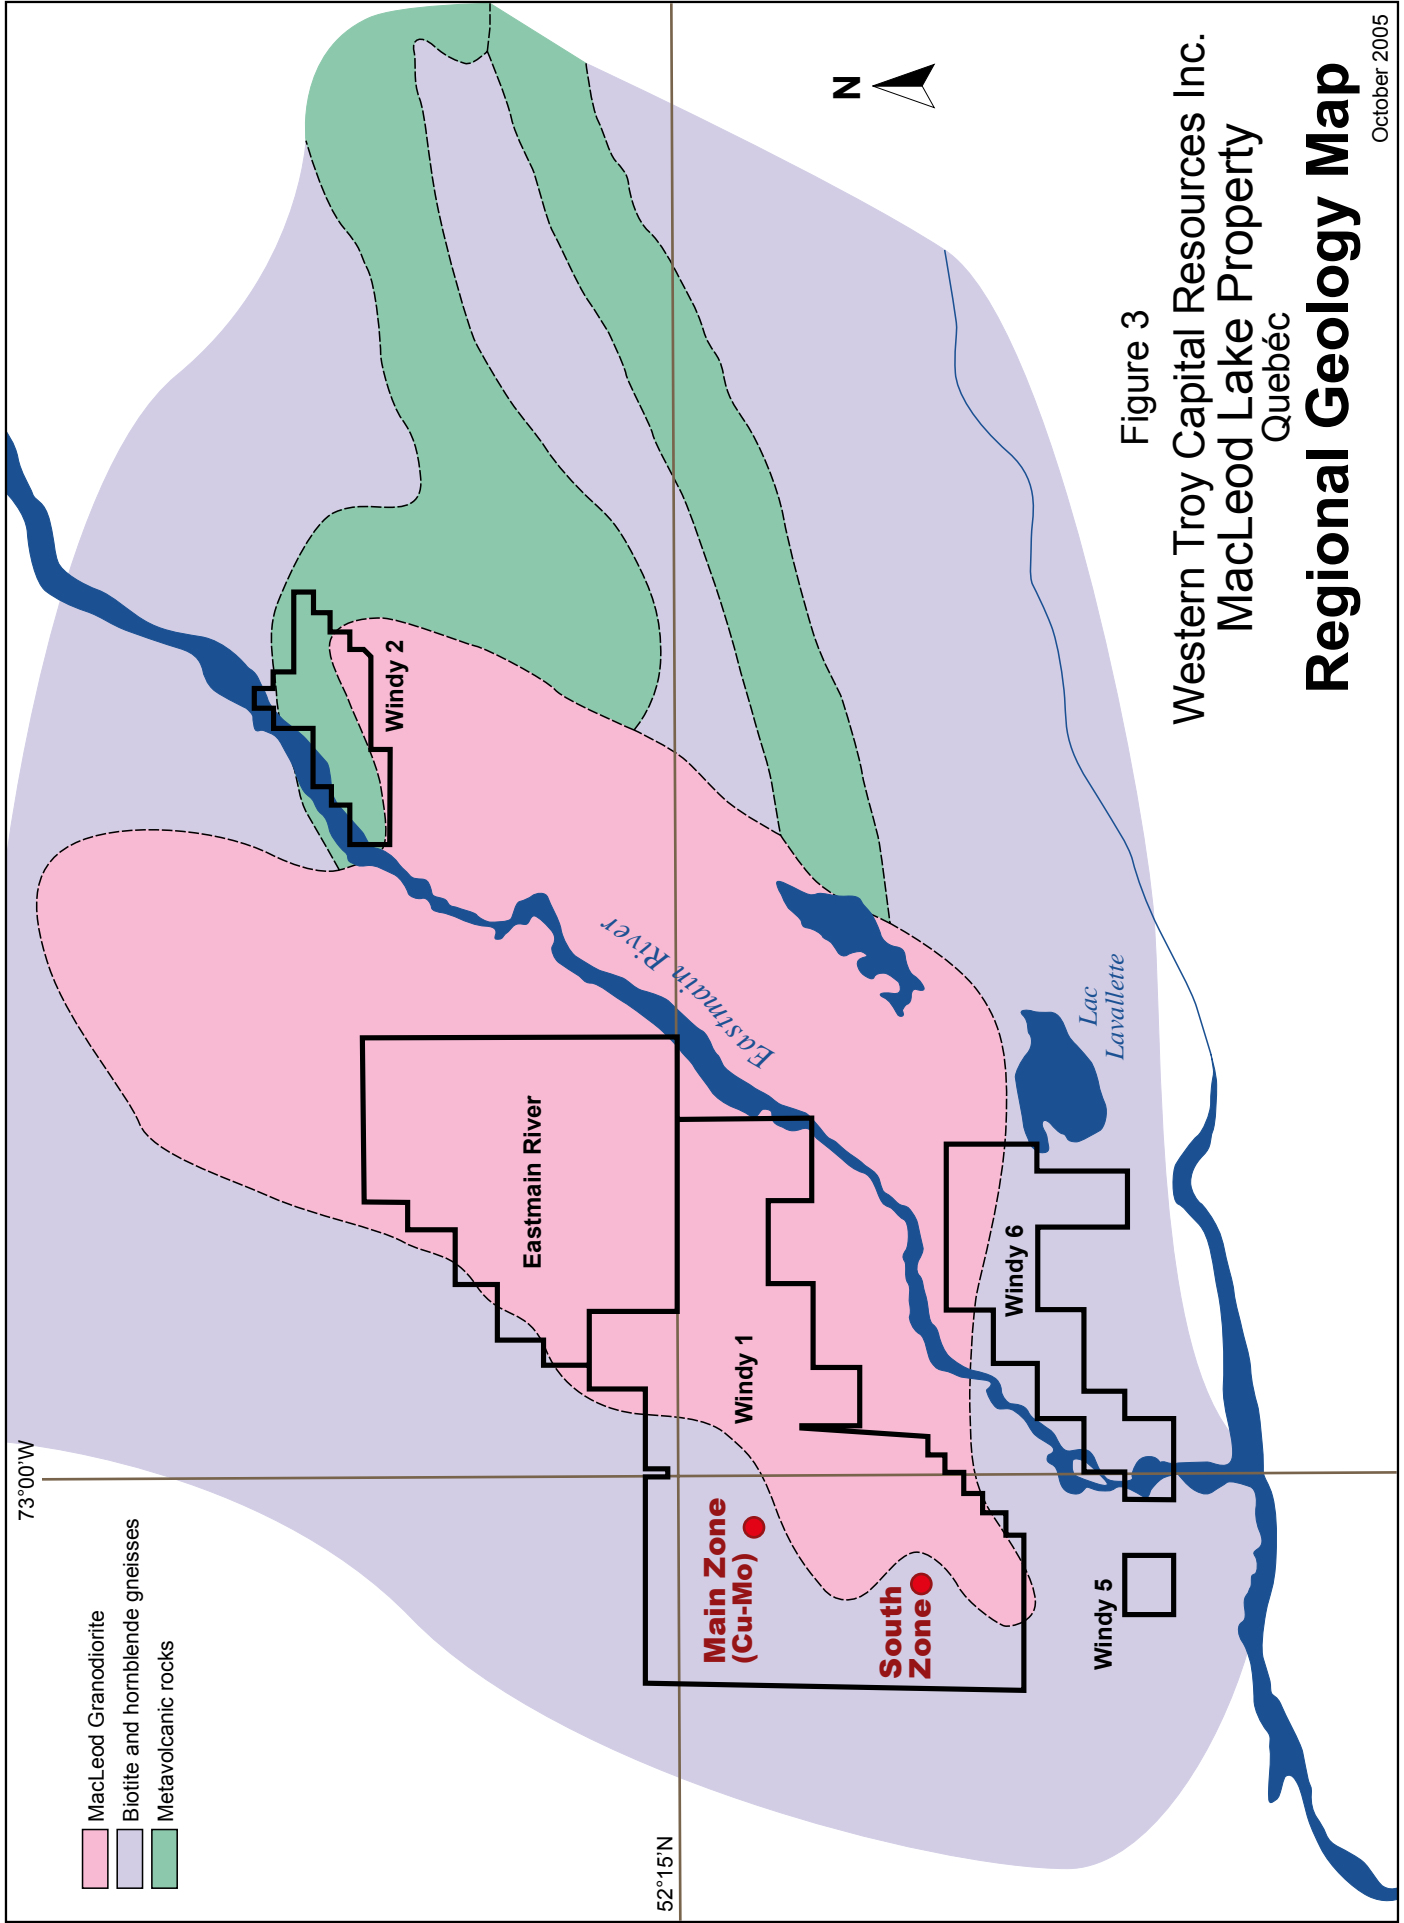 MacLeod Granodiorite
Biotite and hornblende gneisses
Metavolcanic rocks
73°00'W
52°15'N
N
Windy 2
Eastmain River
Eastmain River
Windy 1
Main Zone
(Cu-Mo)
South
Zone
Windy 6
Windy 5
Lac
Lavallette
Figure 3
Western Troy Capital Resources Inc.
MacLeod Lake Property
Quebéc
Regional Geology Map
October 2005